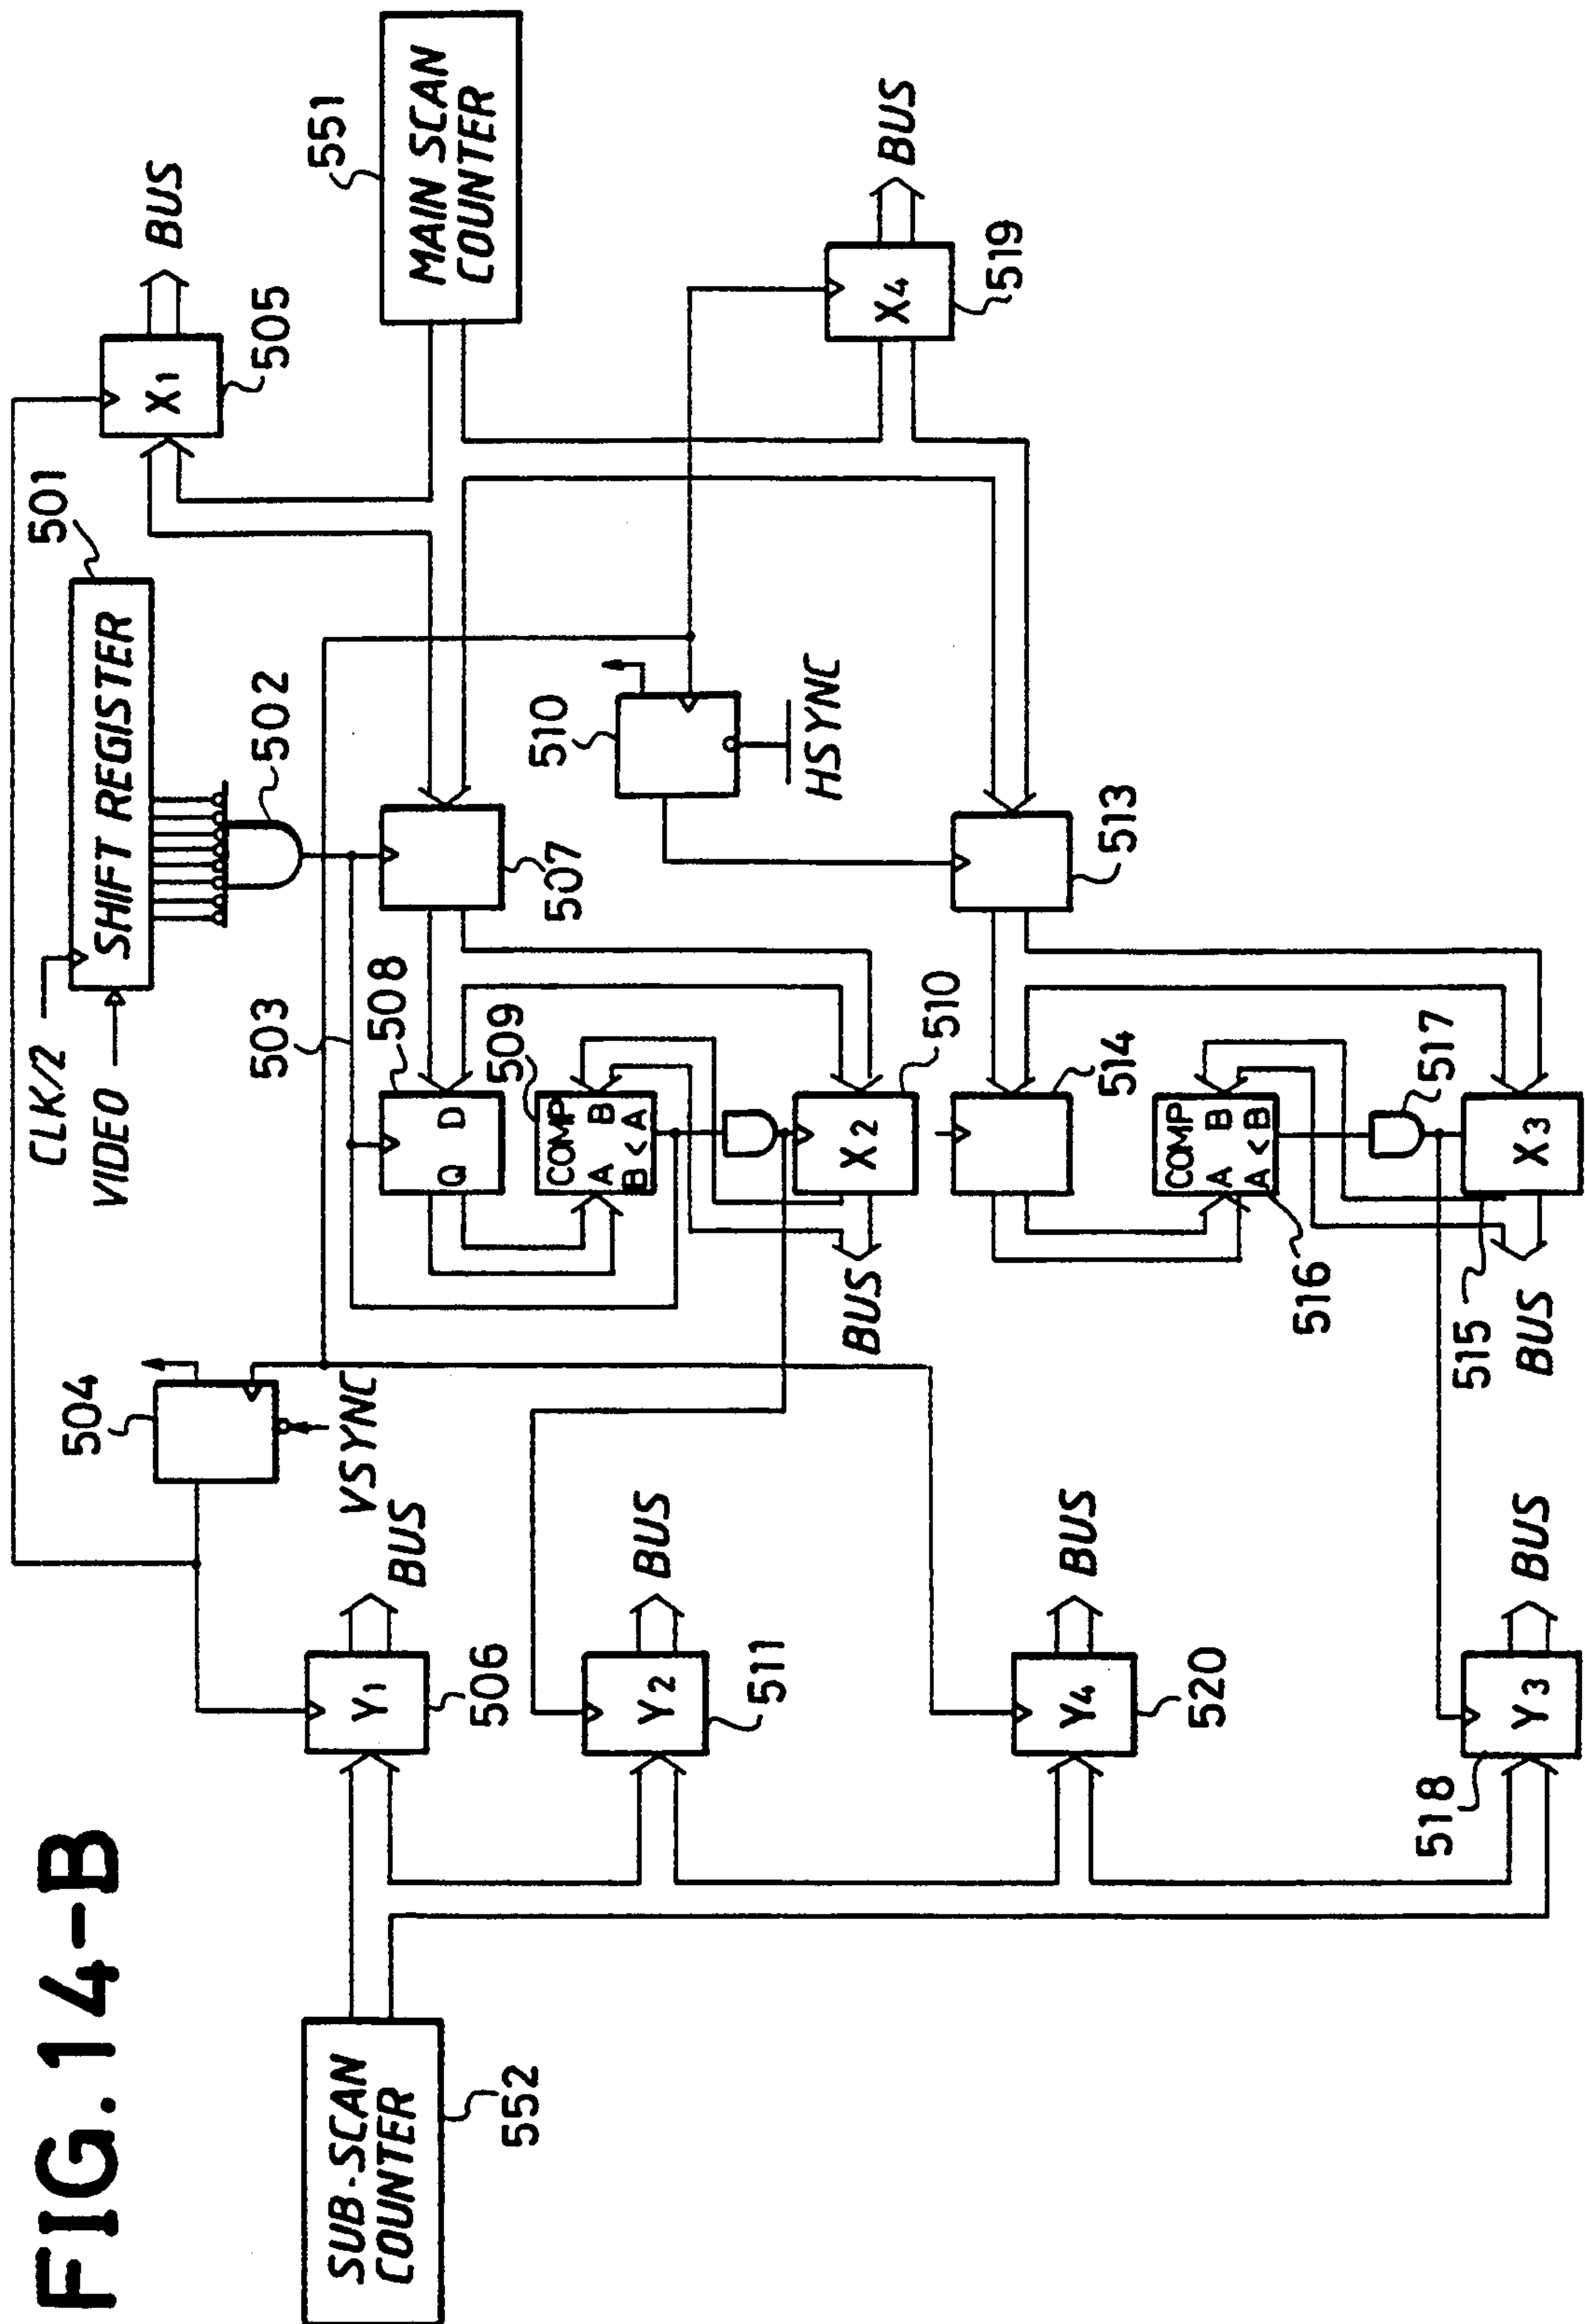 FIG. 14-B
SUB-SCAN
COUNTER
552
Y1
506
BUS
Y2
511
BUS
Y4
520
BUS
Y3
518
BUS
504
VSYNC
CLK/2
VIDEO
SHIFT REGISTER
501
502
503
507
508
Q D
509
COMP
A B
B < A
X2
510
BUS
510
HSYNC
513
514
COMP
A B
A < B
516
517
X3
515
BUS
X1
505
BUS
551
MAIN SCAN
COUNTER
X4
519
BUS